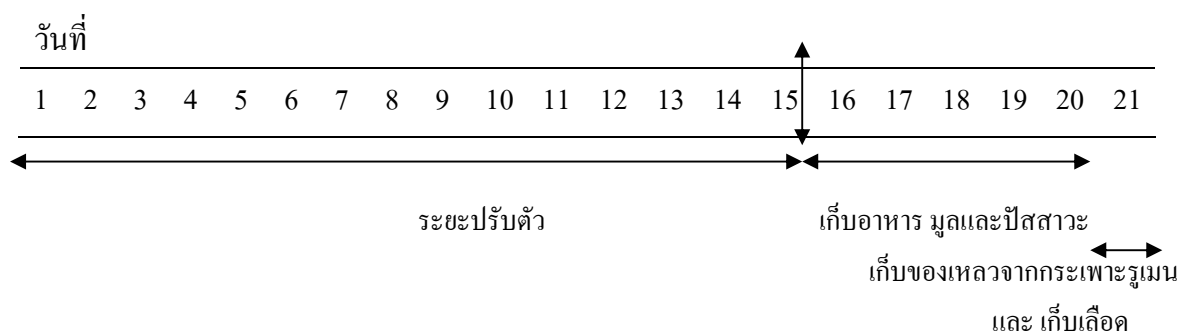 วันที่
1 2 3 4 5 6 7 8 9 10 11 12 13 14 15 16 17 18 19 20 21
ระยะปรับตัว เก็บอาหาร มูลและปัสสาวะ
เก็บของเหลวจากกระเพาะรูเมน
และ เก็บเลือด